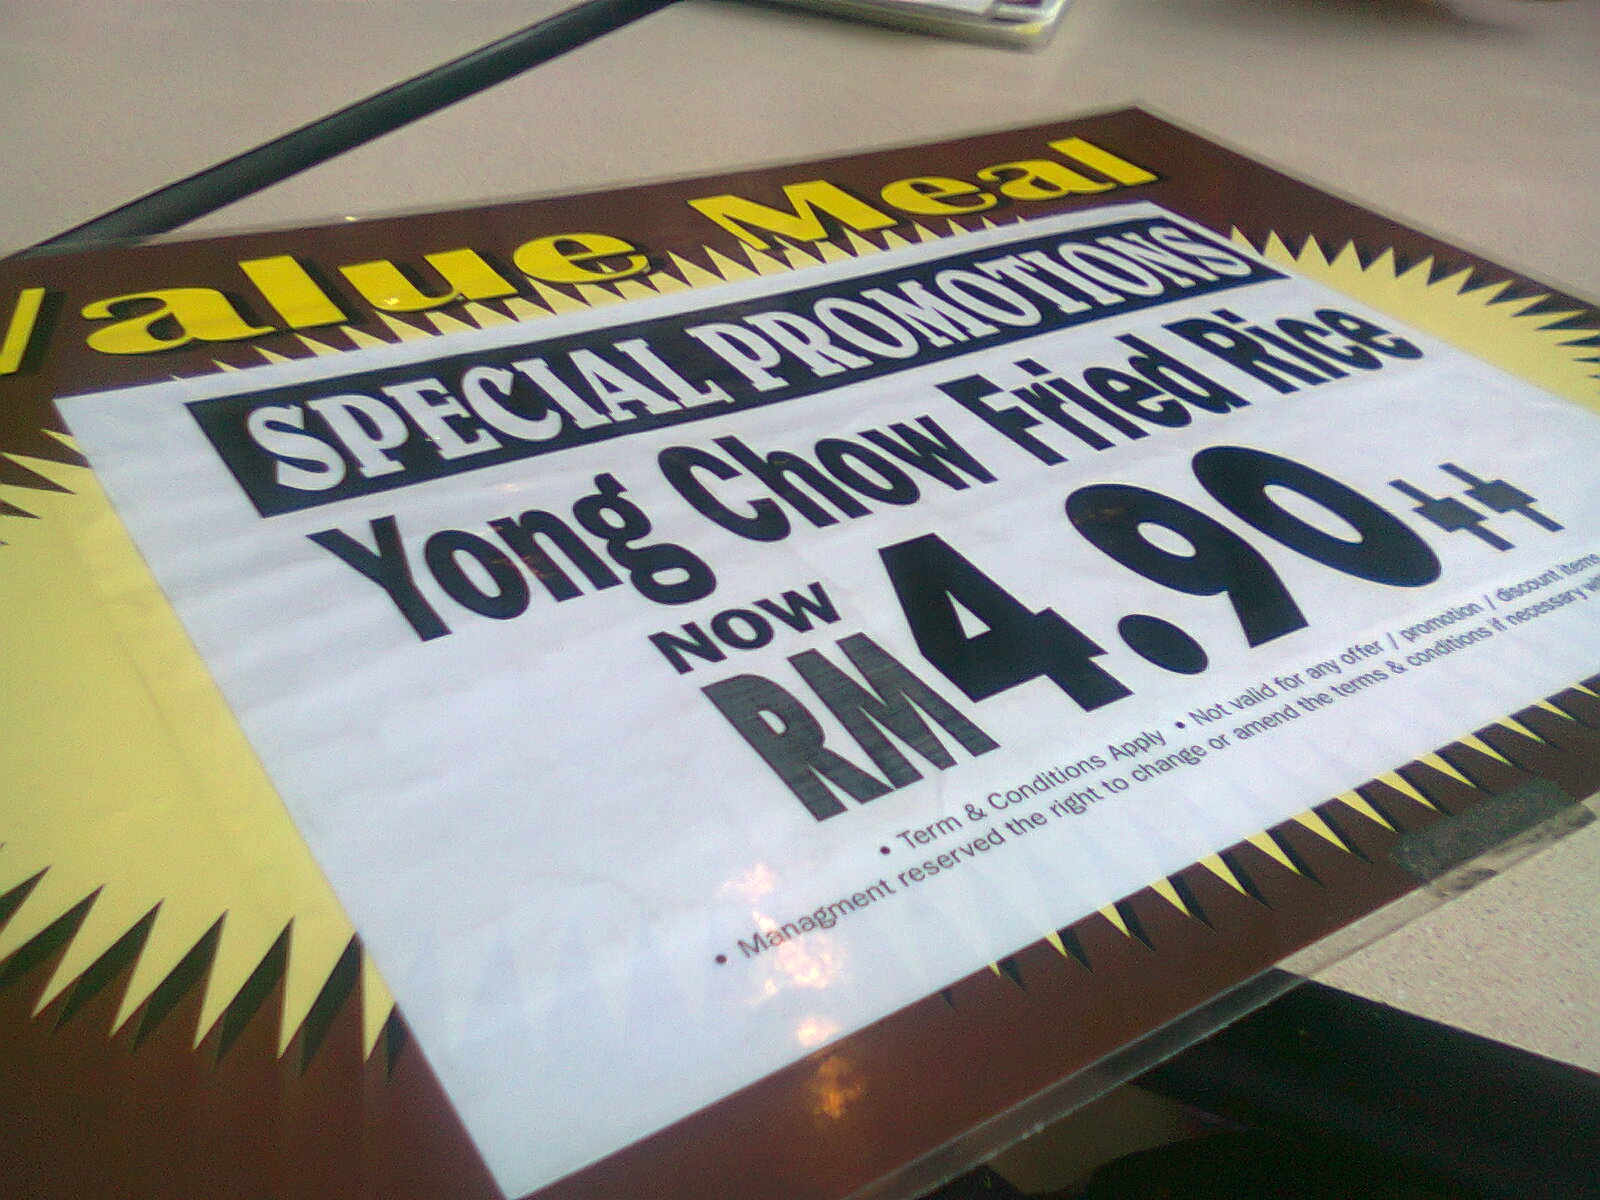 Value Meal
SPECIAL PROMOTIONS
Yong Chow Fried Rice
NOW
RM4.90++
• Term & Conditions Apply • Not valid for any offer / promotion / discount items
• Managment reserved the right to change or amend the terms & conditions if necessary